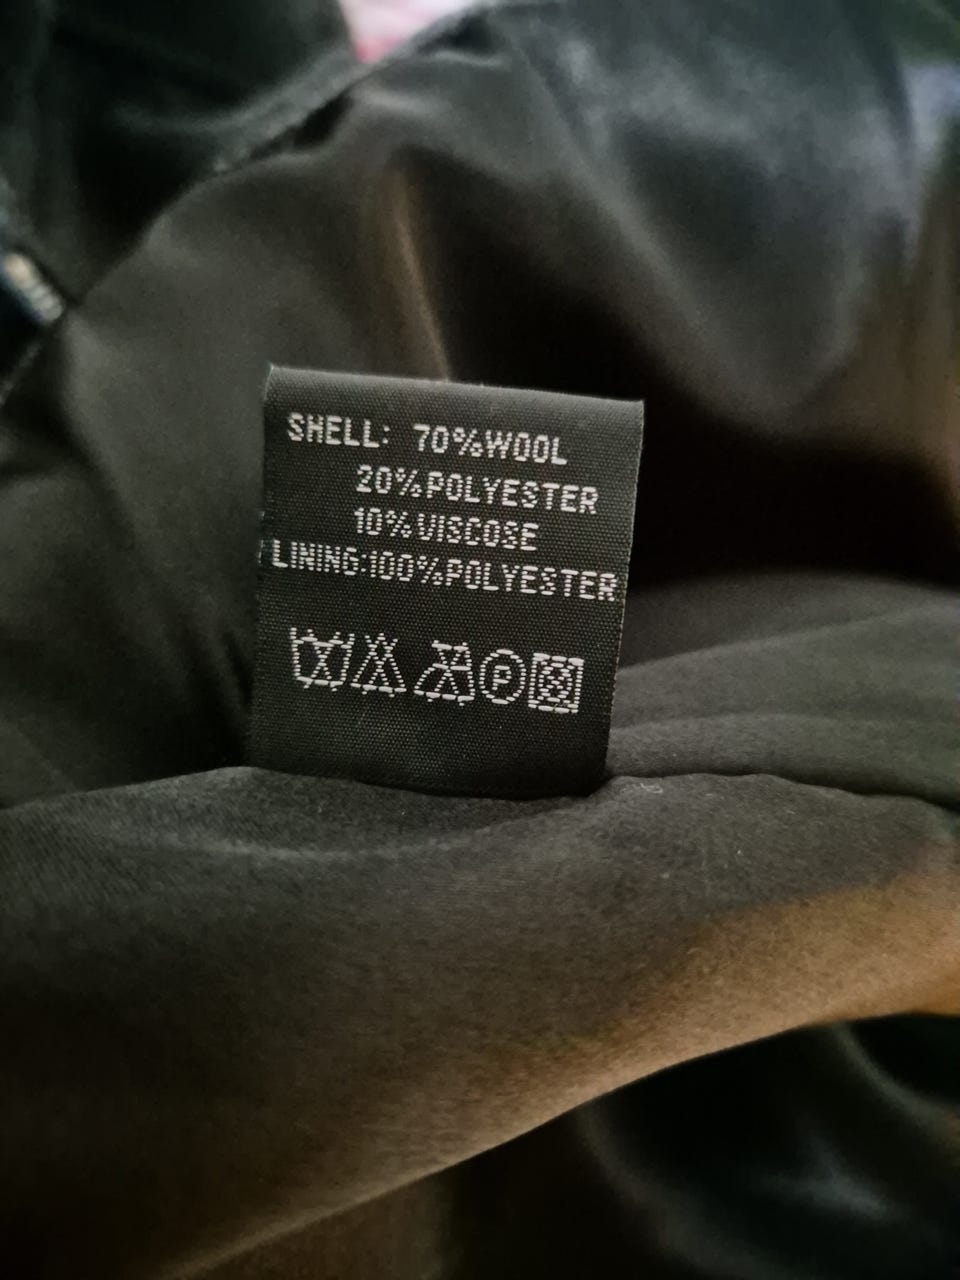 SHELL: 70%WOOL
20%POLYESTER
10%VISCOSE
LINING:100%POLYESTER
P